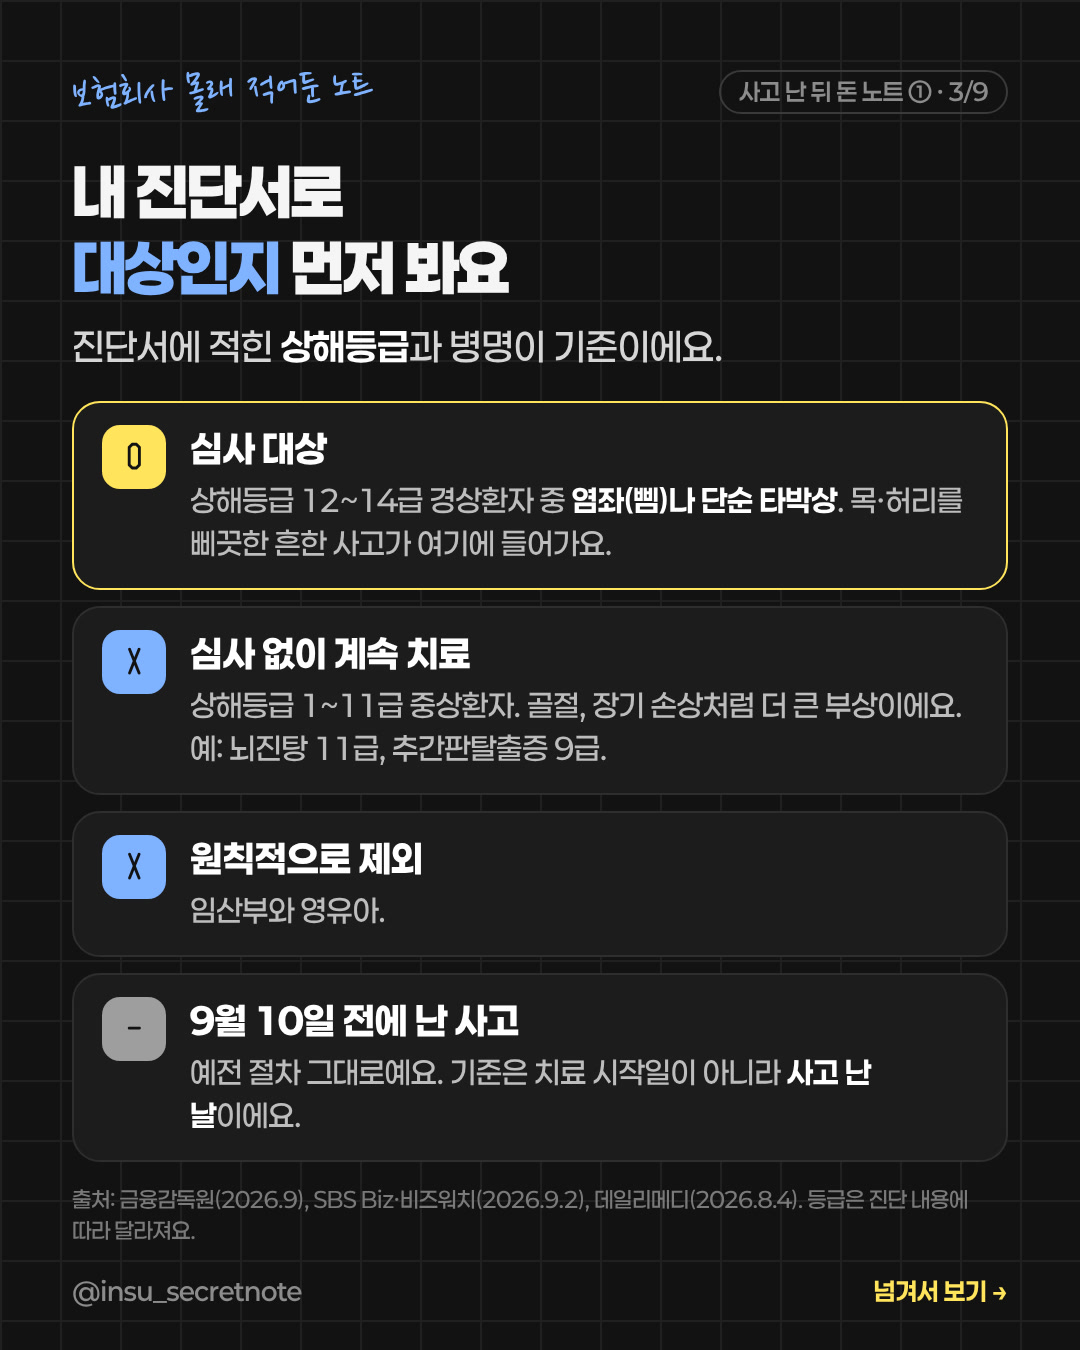 보험회사 몰래 적어둔 노트
사고 난 뒤 돈 노트 ① · 3/9
내 진단서로
대상인지 먼저 봐요
진단서에 적힌 상해등급과 병명이 기준이에요.
O
심사 대상
상해등급 12~14급 경상환자 중 염좌(삠)나 단순 타박상. 목·허리를
삐끗한 흔한 사고가 여기에 들어가요.
X
심사 없이 계속 치료
상해등급 1~11급 중상환자. 골절, 장기 손상처럼 더 큰 부상이에요.
예: 뇌진탕 11급, 추간판탈출증 9급.
X
원칙적으로 제외
임산부와 영유아.
–
9월 10일 전에 난 사고
예전 절차 그대로예요. 기준은 치료 시작일이 아니라 사고 난
날이에요.
출처: 금융감독원(2026.9), SBS Biz·비즈워치(2026.9.2), 데일리메디(2026.8.4). 등급은 진단 내용에
따라 달라져요.
@insu_secretnote
넘겨서 보기 →